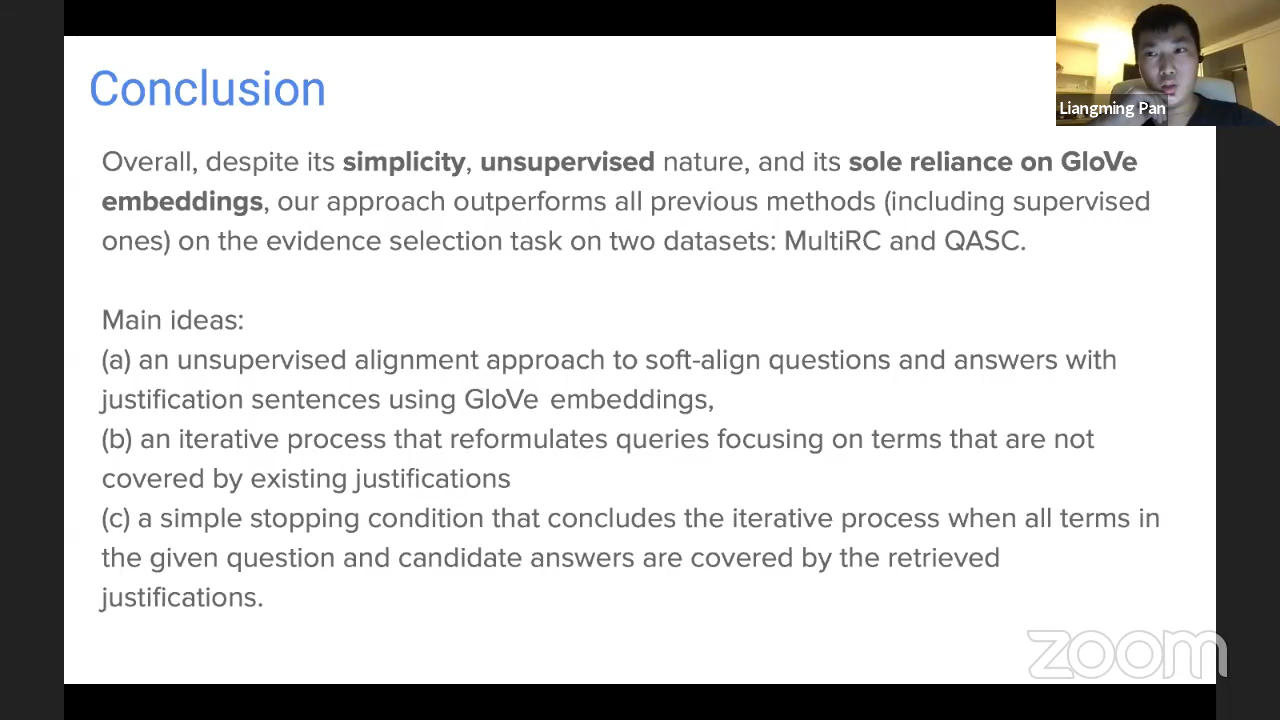 Conclusion
Liangming Pan
Overall, despite its simplicity, unsupervised nature, and its sole reliance on GloVe
embeddings, our approach outperforms all previous methods (including supervised
ones) on the evidence selection task on two datasets: MultiRC and QASC.
Main ideas:
(a) an unsupervised alignment approach to soft-align questions and answers with
justification sentences using GloVe embeddings,
(b) an iterative process that reformulates queries focusing on terms that are not
covered by existing justifications
(c) a simple stopping condition that concludes the iterative process when all terms in
the given question and candidate answers are covered by the retrieved
justifications.
zoom